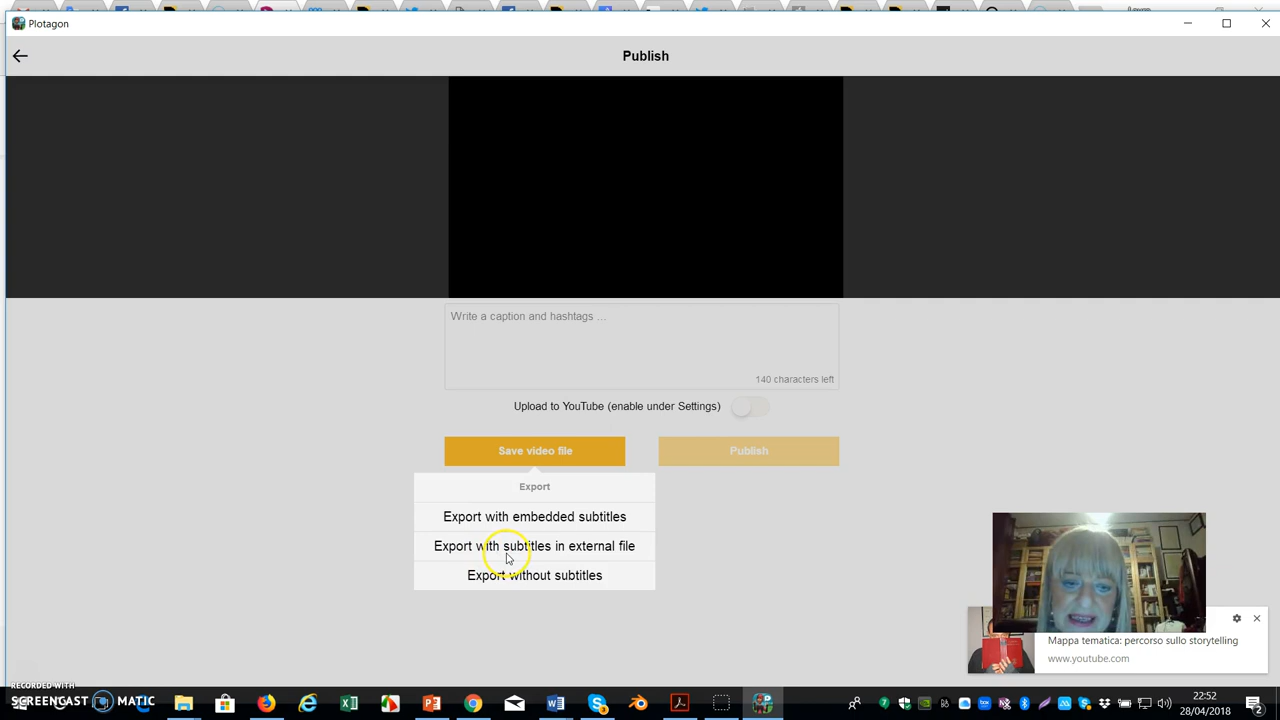 Plotagon
Publish
Write a caption and hashtags ...
140 characters left
Upload to YouTube (enable under Settings)
Save video file
Publish
Export
Export with embedded subtitles
Export with subtitles in external file
Export without subtitles
Mappa tematica: percorso sullo storytelling
www.youtube.com
RECORDED WITH
SCREENCAST MATIC
22:52
28/04/2018